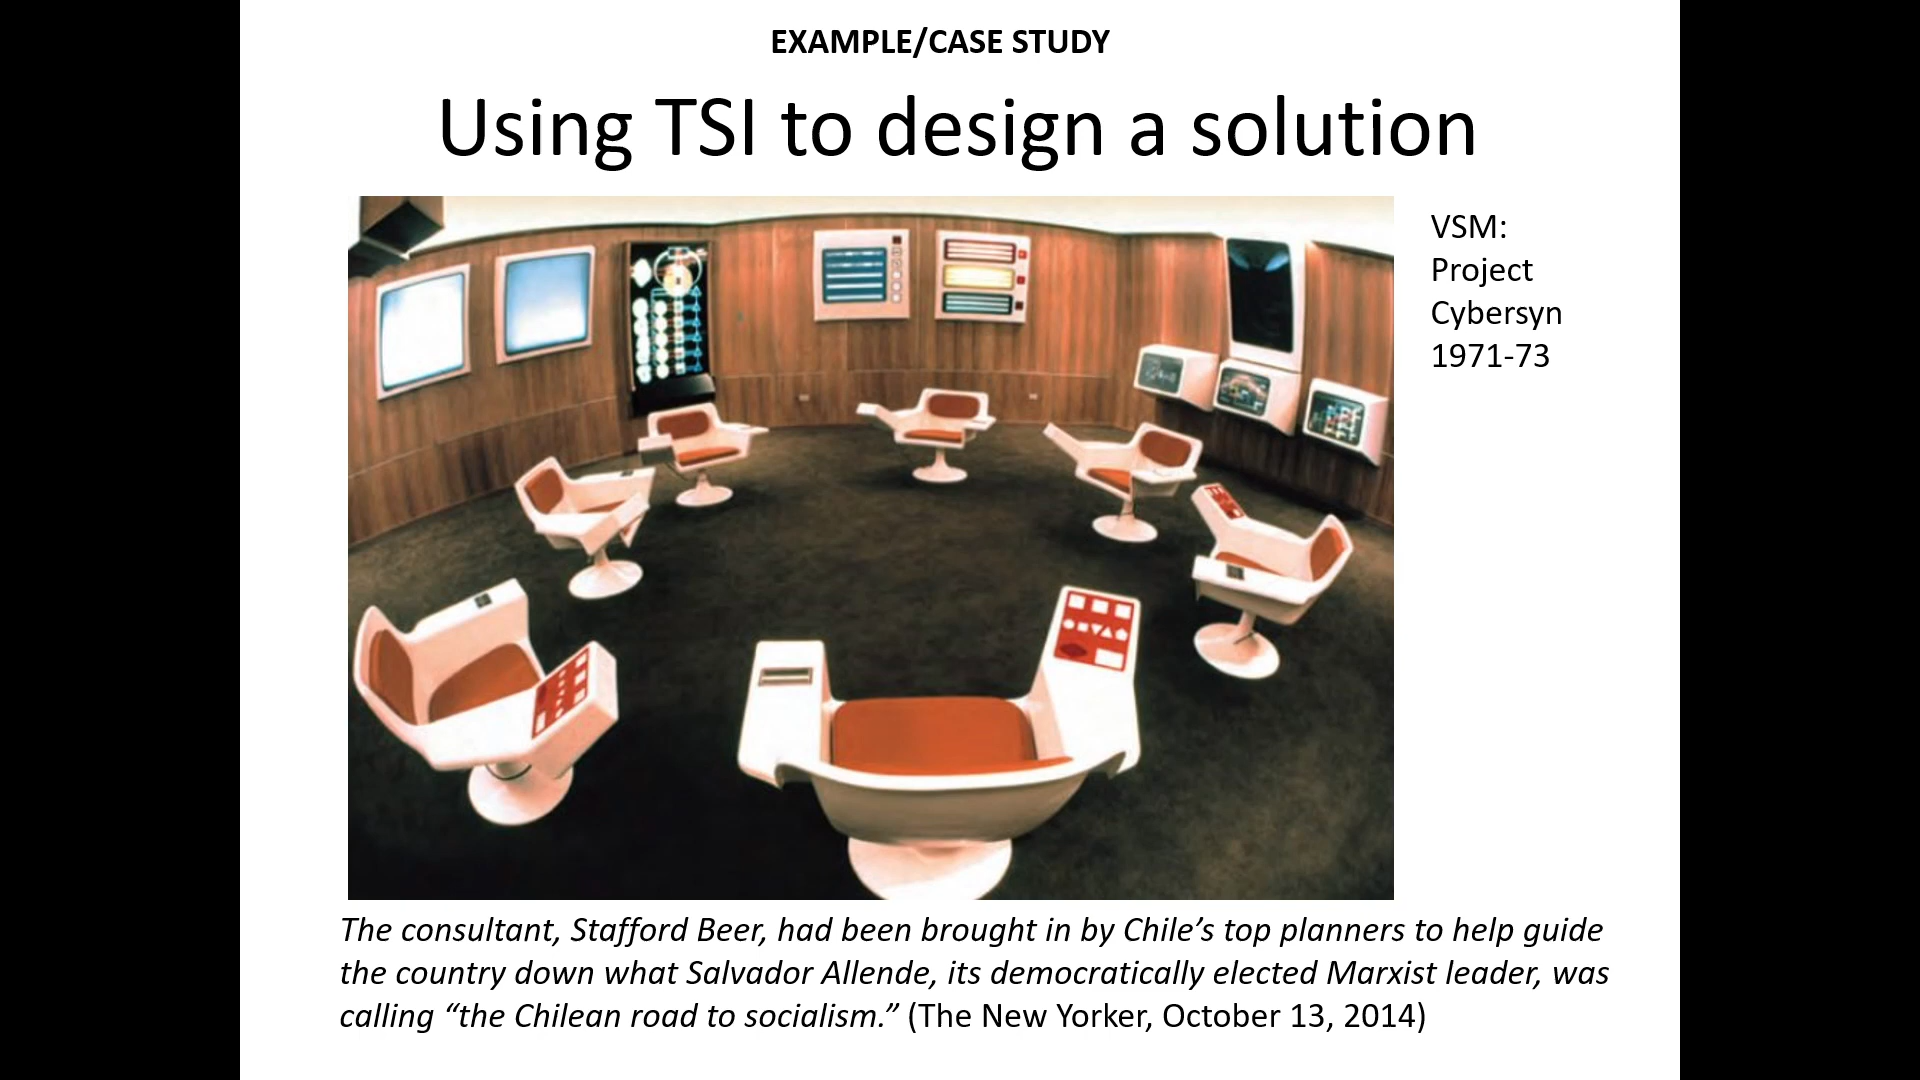 EXAMPLE/CASE STUDY
Using TSI to design a solution
VSM:
Project
Cybersyn
1971-73
The consultant, Stafford Beer, had been brought in by Chile’s top planners to help guide
the country down what Salvador Allende, its democratically elected Marxist leader, was
calling “the Chilean road to socialism.” (The New Yorker, October 13, 2014)